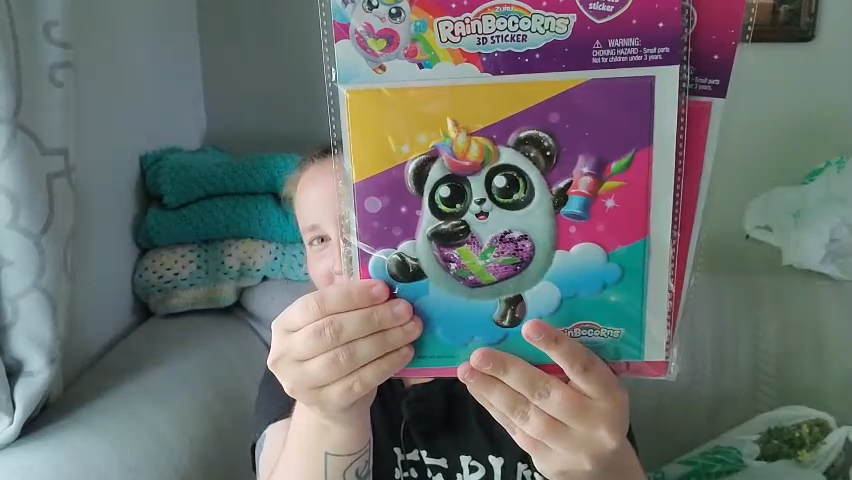 ZURU
RainBocoRns
3D STICKER
sticker
WARNING:
CHOKING HAZARD - Small parts
Not for children under 3 years.
Small parts
3 years.
inBocoRns